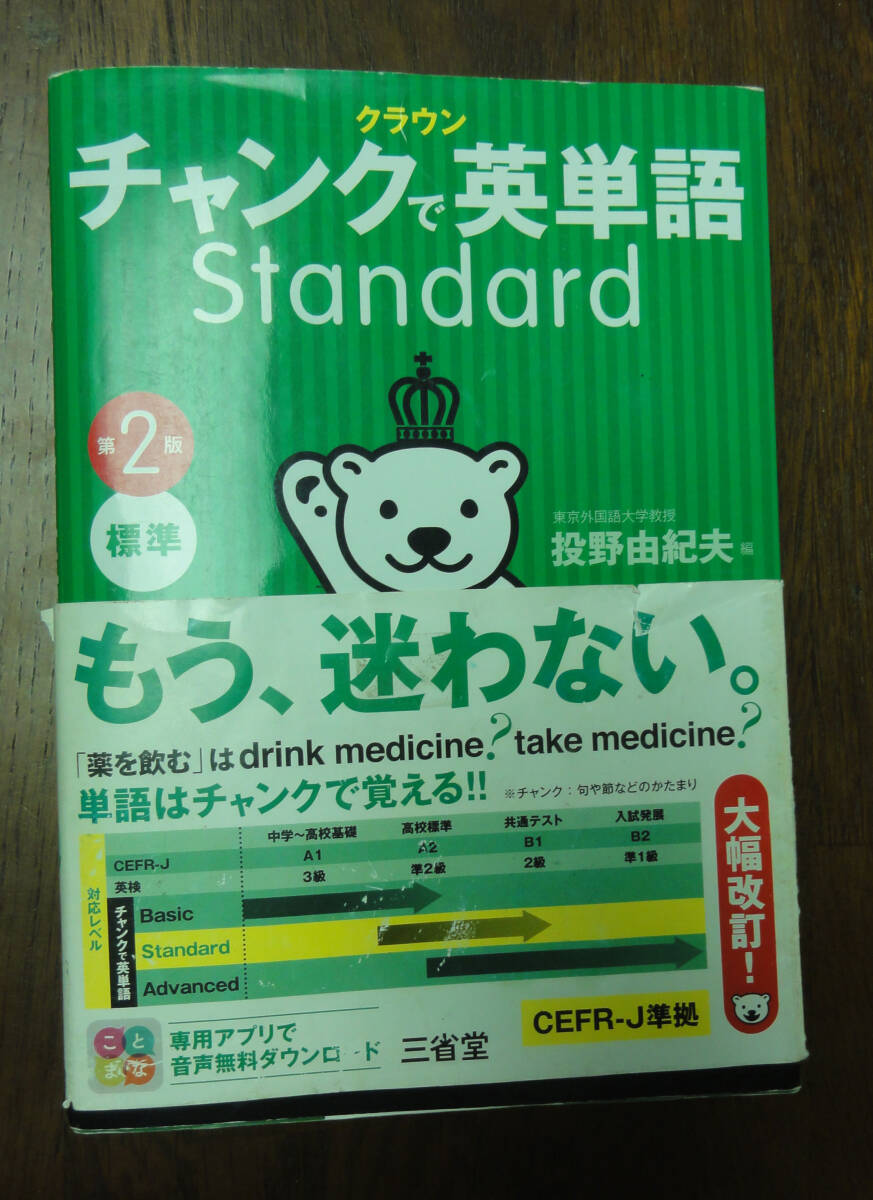 クラウン
チャンクで英単語
Standard
第2版
標準
東京外国語大学教授
投野由紀夫 編
もう、迷わない。
「薬を飲む」はdrink medicine? take medicine?
単語はチャンクで覚える!!
※チャンク：句や節などのかたまり
中学～高校基礎 高校標準 共通テスト 入試発展
CEFR-J A1 A2 B1 B2
英検 3級 準2級 2級 準1級
対応レベル
チャンクで英単語
Basic
Standard
Advanced
大幅改訂!
CEFR-J準拠
ことまな
専用アプリで
音声無料ダウンロード
三省堂